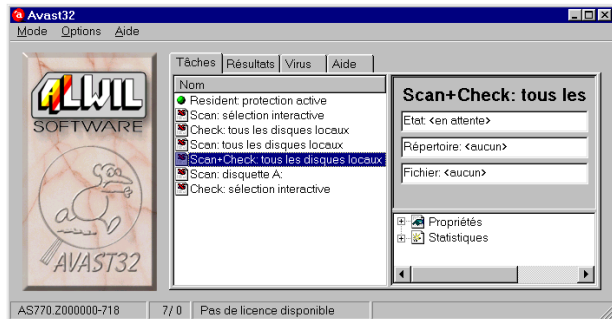 Avast32
Mode Options Aide
ALWIL
SOFTWARE
AVAST32
Tâches Résultats Virus Aide
Nom
Resident: protection active
Scan: sélection interactive
Check: tous les disques locaux
Scan: tous les disques locaux
Scan+Check: tous les disques locaux
Scan: disquette A:
Check: sélection interactive
Scan+Check: tous les
Etat: <en attente>
Répertoire: <aucun>
Fichier: <aucun>
Propriétés
Statistiques
AS770.Z000000-718 7/ 0 Pas de licence disponible